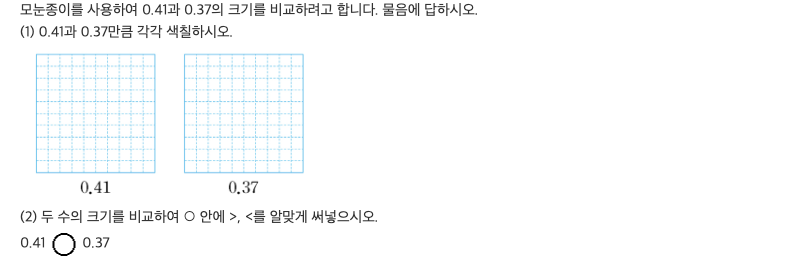 모눈종이를 사용하여 0.41과 0.37의 크기를 비교하려고 합니다. 물음에 답하시오.
(1) 0.41과 0.37만큼 각각 색칠하시오.
0.41 0.37
(2) 두 수의 크기를 비교하여 ○ 안에 >, <를 알맞게 써넣으시오.
0.41 ○ 0.37